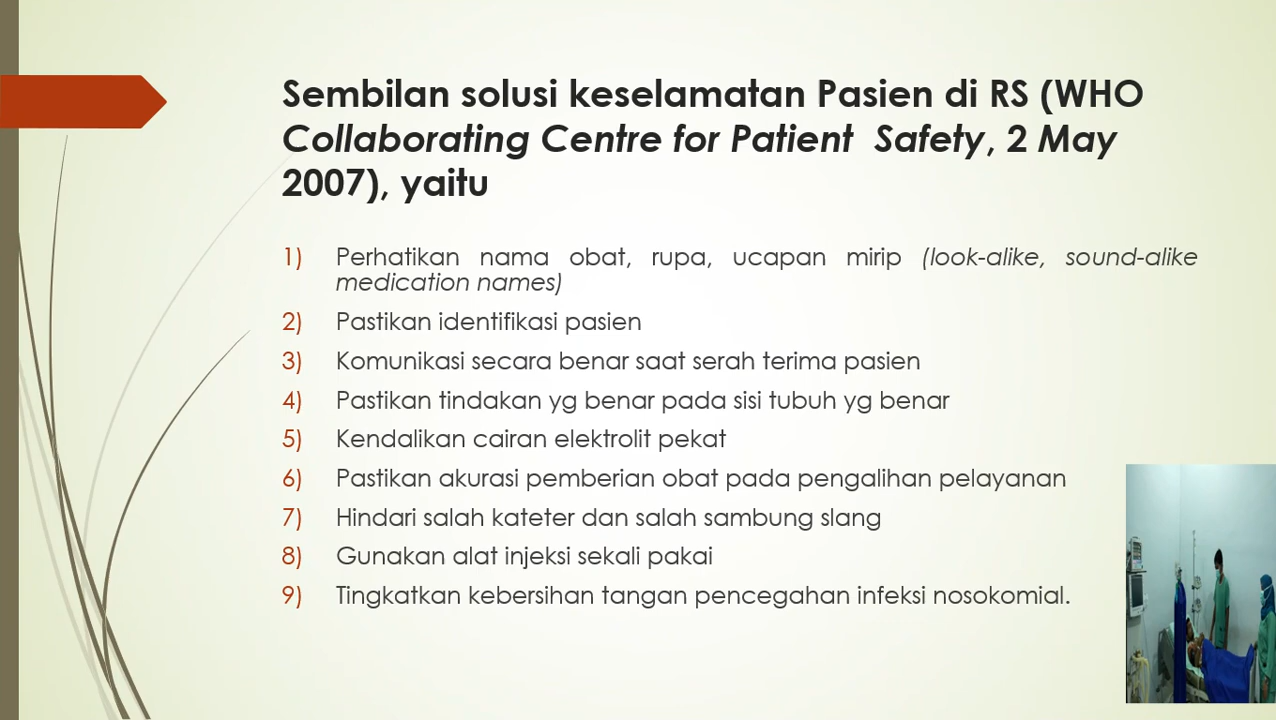 Sembilan solusi keselamatan Pasien di RS (WHO
Collaborating Centre for Patient Safety, 2 May
2007), yaitu
1) Perhatikan nama obat, rupa, ucapan mirip (look-alike, sound-alike
medication names)
2) Pastikan identifikasi pasien
3) Komunikasi secara benar saat serah terima pasien
4) Pastikan tindakan yg benar pada sisi tubuh yg benar
5) Kendalikan cairan elektrolit pekat
6) Pastikan akurasi pemberian obat pada pengalihan pelayanan
7) Hindari salah kateter dan salah sambung slang
8) Gunakan alat injeksi sekali pakai
9) Tingkatkan kebersihan tangan pencegahan infeksi nosokomial.